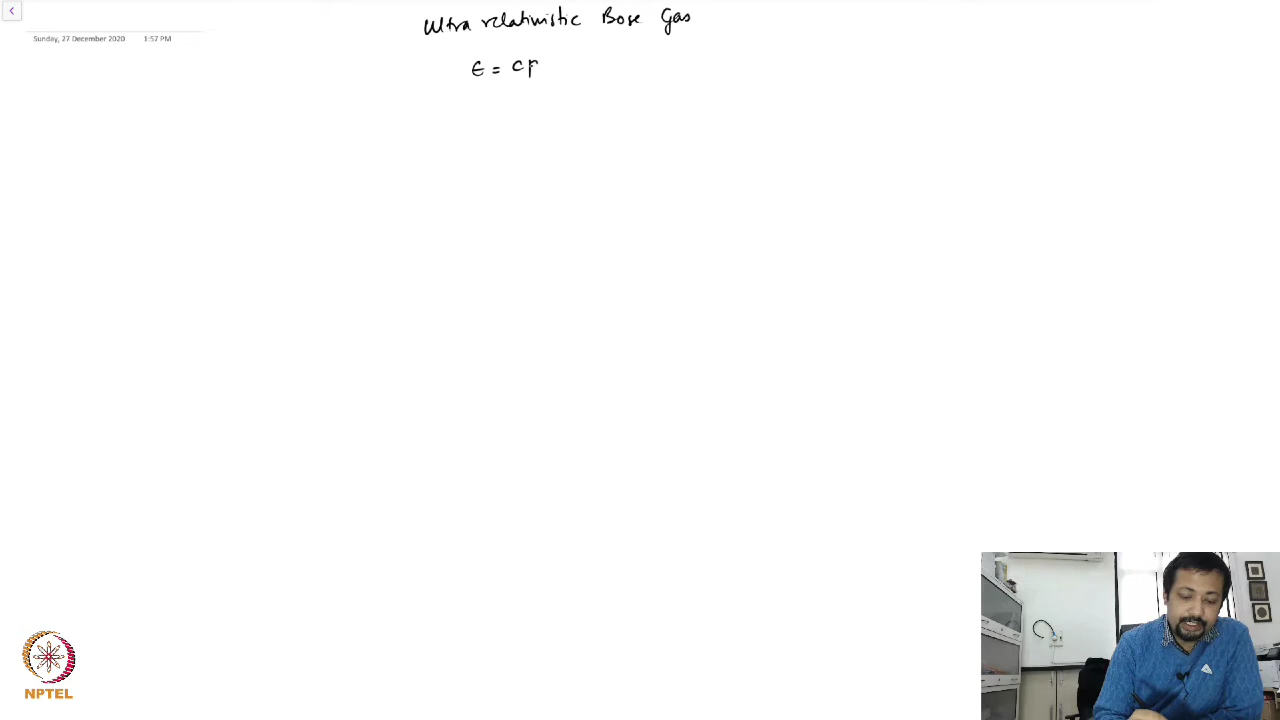 Ultra relativistic Bose Gas
Sunday, 27 December 2020 1:57 PM
ϵ = cp
NPTEL